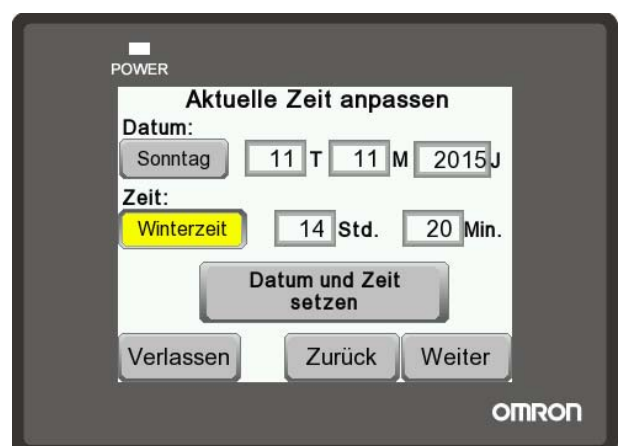 POWER
Aktuelle Zeit anpassen
Datum:
Sonntag 11 T 11 M 2015 J
Zeit:
Winterzeit 14 Std. 20 Min.
Datum und Zeit
setzen
Verlassen Zurück Weiter
OMRON